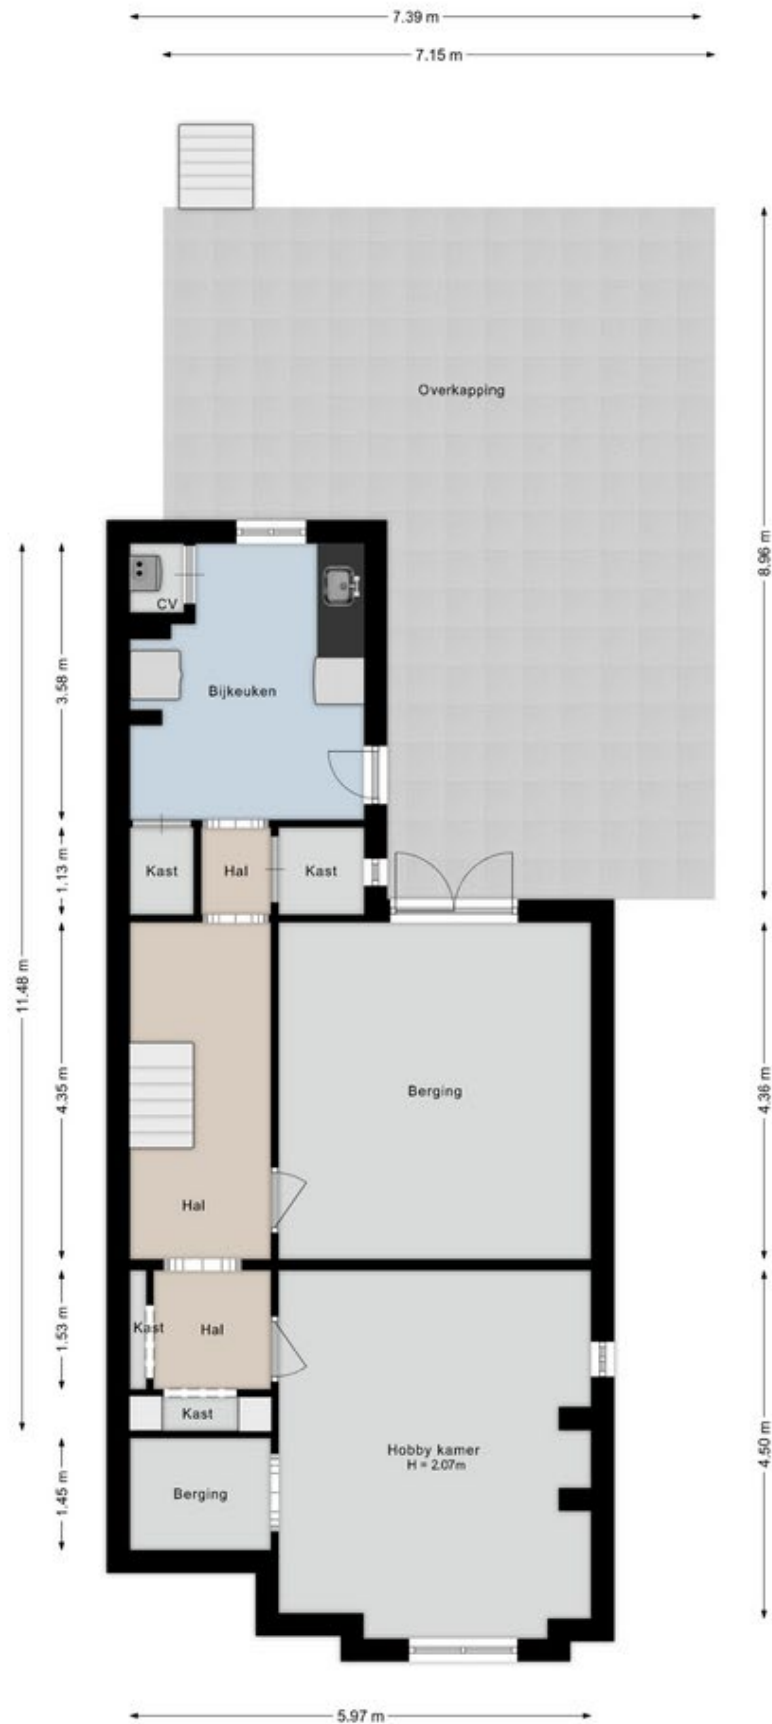 7.39 m
7.15 m
Overkapping
8.96 m
CV
3.58 m
Bijkeuken
1.13 m
Kast
Hal
Kast
11.48 m
4.35 m
Berging
4.36 m
Hal
1.53 m
Kast
Hal
Kast
Hobby kamer
H = 2.07m
4.50 m
1.45 m
Berging
5.97 m